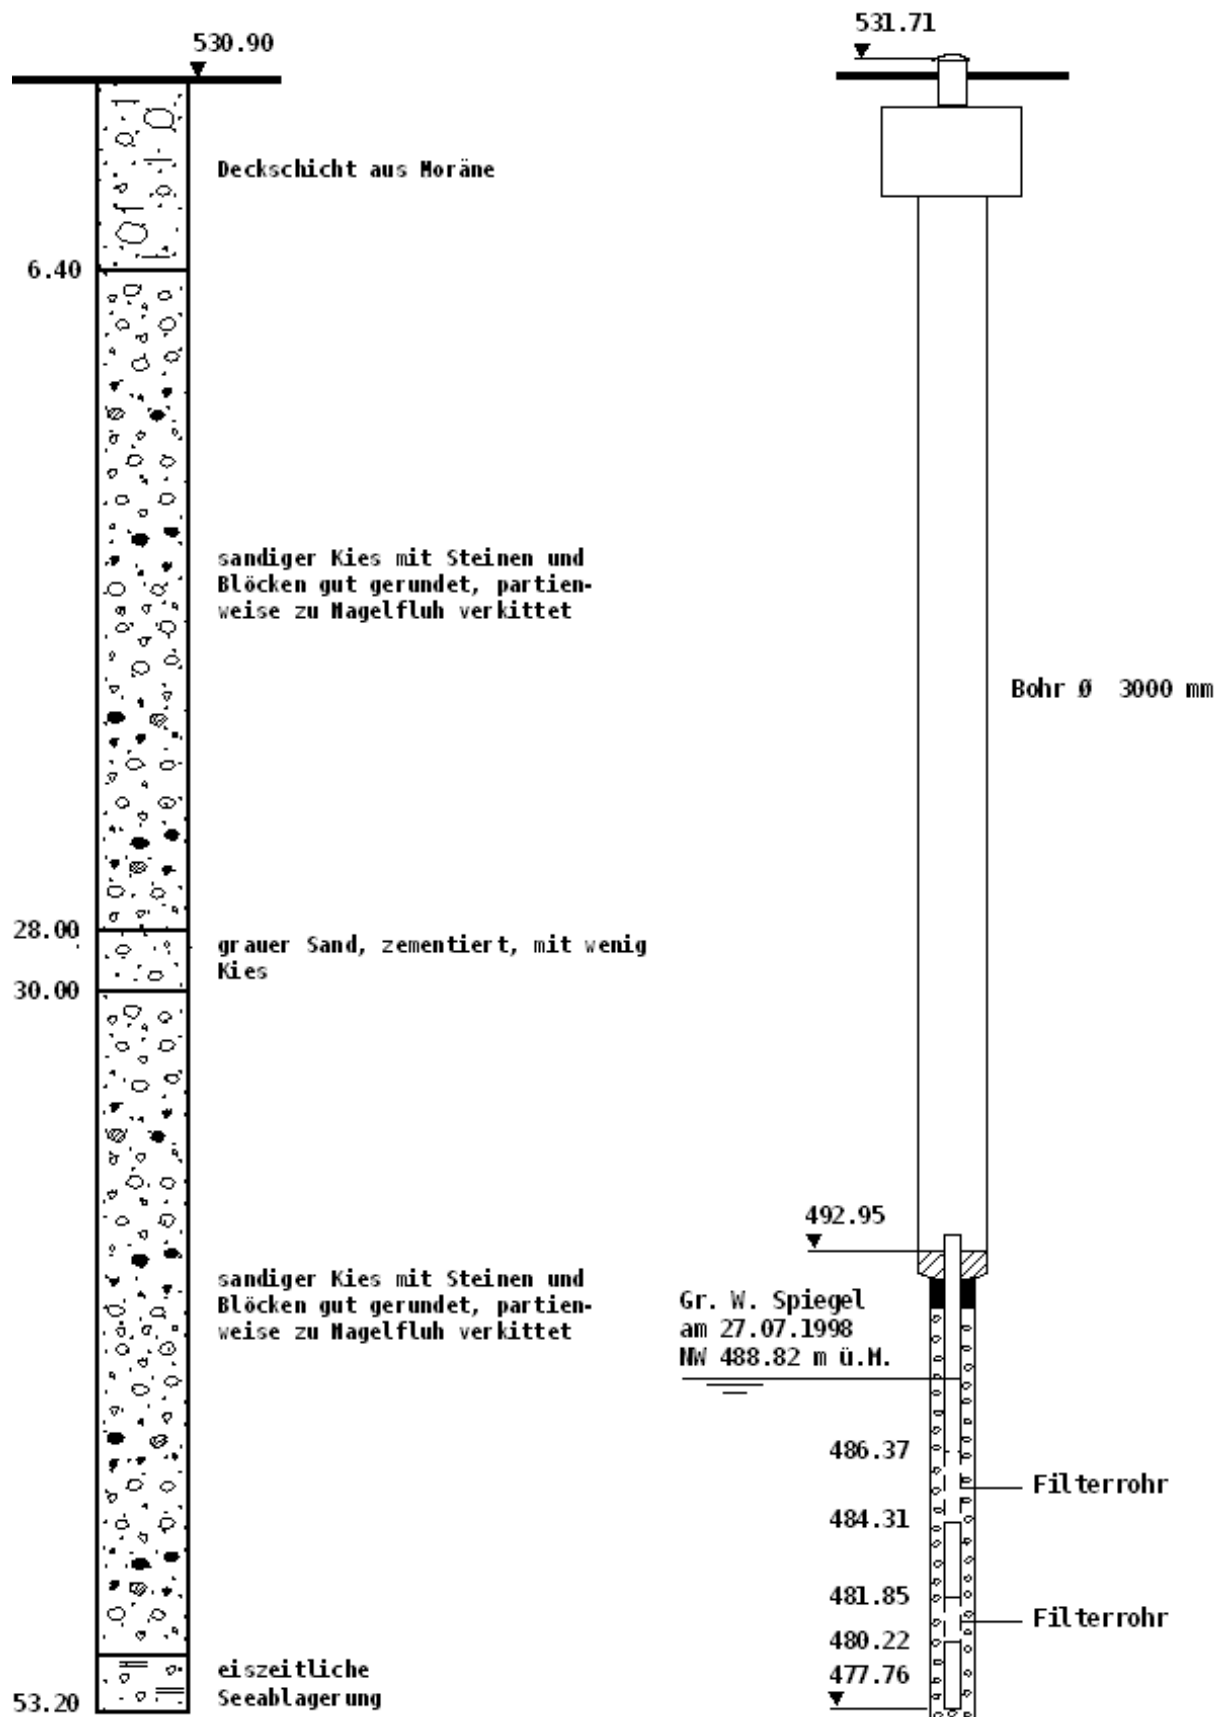 530.90
Deckschicht aus Moräne
6.40
sandiger Kies mit Steinen und
Blöcken gut gerundet, partien-
weise zu Nagelfluh verkittet
28.00
grauer Sand, zementiert, mit wenig
Kies
30.00
sandiger Kies mit Steinen und
Blöcken gut gerundet, partien-
weise zu Nagelfluh verkittet
eiszeitliche
Seeablagerung
53.20
531.71
Bohr Ø 3000 mm
492.95
Gr. W. Spiegel
am 27.07.1998
NW 488.82 m ü.M.
486.37
Filterrohr
484.31
481.85
Filterrohr
480.22
477.76